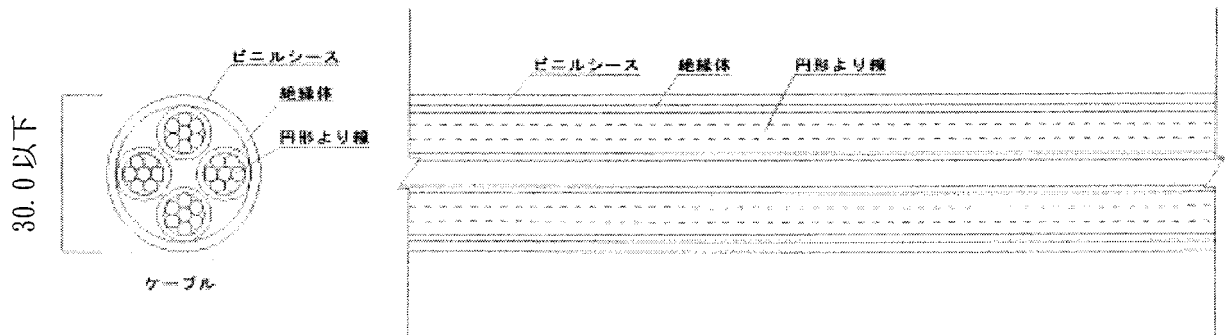 30.0以下
ビニルシース
絶縁体
円形より線
ケーブル
ビニルシース
絶縁体
円形より線